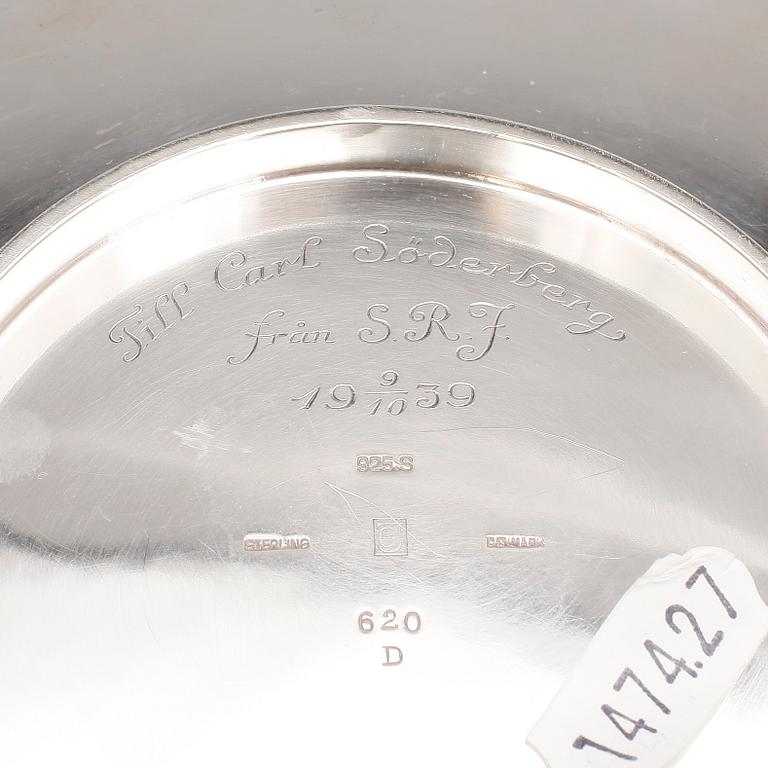 Till Carl Söderberg
från S.R.J.
19 9/10 39
925.S
STERLING C DENMARK
620
D
1474.27